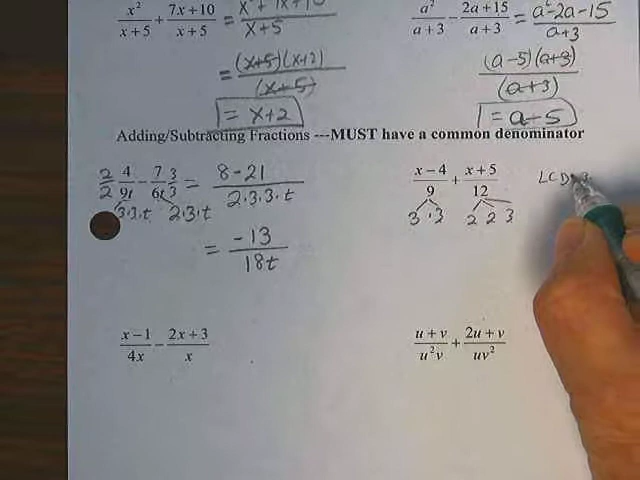 x²/(x + 5) + (7x + 10)/(x + 5) = (x² + 7x + 10)/(x + 5)
= (x+5)(x+2)/(x+5)
= x + 2
a²/(a + 3) − (2a + 15)/(a + 3) = (a² − 2a − 15)/(a + 3)
(a − 5)(a + 3)/(a + 3)
= a − 5
Adding/Subtracting Fractions ---MUST have a common denominator
2/2 4/9t − 7/6t 3/3 = (8 − 21)/(2·3·3·t)
3·3·t 2·3·t
= −13/18t
(x − 4)/9 + (x + 5)/12 LCD
3·3 2 2 3
(x − 1)/4x − (2x + 3)/x
(u + v)/u²v + (2u + v)/uv²